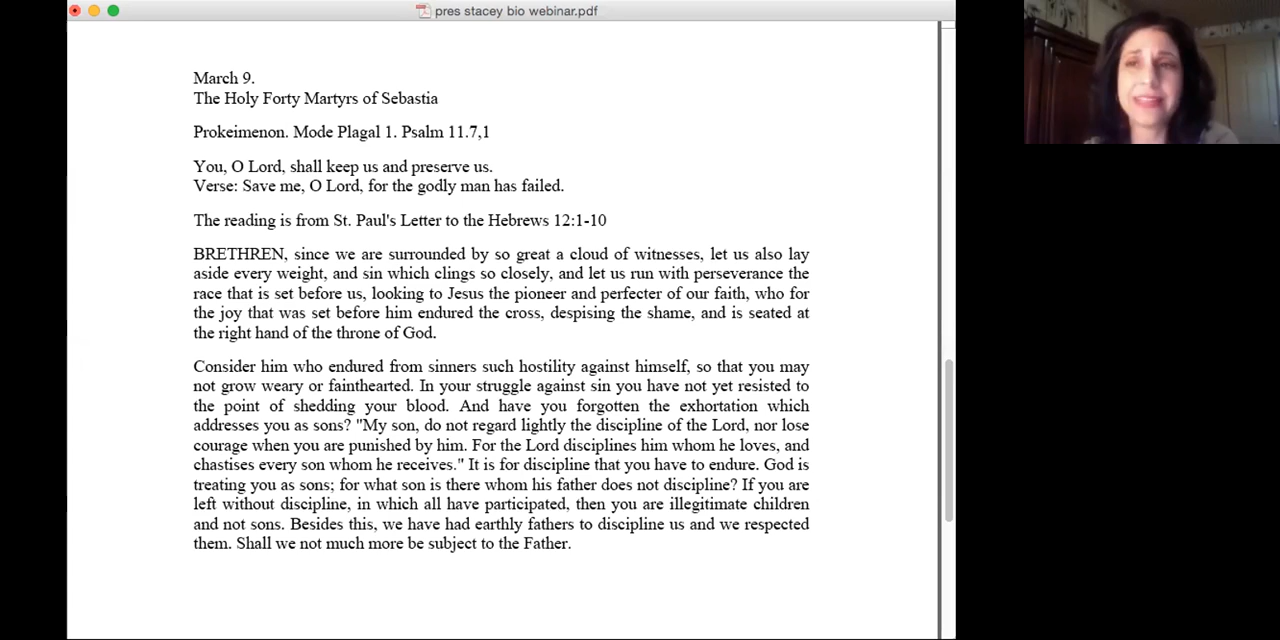 pres stacey bio webinar.pdf
March 9.
The Holy Forty Martyrs of Sebastia
Prokeimenon. Mode Plagal 1. Psalm 11.7,1
You, O Lord, shall keep us and preserve us.
Verse: Save me, O Lord, for the godly man has failed.
The reading is from St. Paul's Letter to the Hebrews 12:1-10
BRETHREN, since we are surrounded by so great a cloud of witnesses, let us also lay
aside every weight, and sin which clings so closely, and let us run with perseverance the
race that is set before us, looking to Jesus the pioneer and perfecter of our faith, who for
the joy that was set before him endured the cross, despising the shame, and is seated at
the right hand of the throne of God.
Consider him who endured from sinners such hostility against himself, so that you may
not grow weary or fainthearted. In your struggle against sin you have not yet resisted to
the point of shedding your blood. And have you forgotten the exhortation which
addresses you as sons? "My son, do not regard lightly the discipline of the Lord, nor lose
courage when you are punished by him. For the Lord disciplines him whom he loves, and
chastises every son whom he receives." It is for discipline that you have to endure. God is
treating you as sons; for what son is there whom his father does not discipline? If you are
left without discipline, in which all have participated, then you are illegitimate children
and not sons. Besides this, we have had earthly fathers to discipline us and we respected
them. Shall we not much more be subject to the Father.